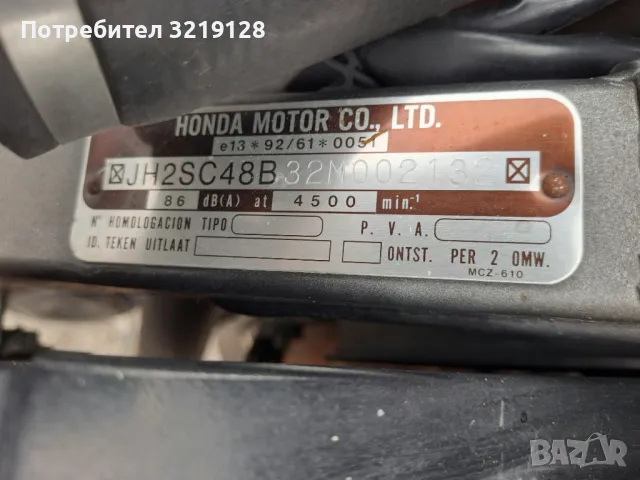 Потребител 3219128
HONDA MOTOR CO., LTD.
e13*92/61*0051
JH2SC48B32M002132
86 dB(A) at 4500 min.-1
Nº HOMOLOGACION TIPO P. V. A.
ID. TEKEN UITLAAT ONTST. PER 2 OMW.
MCZ-610
BAZAR